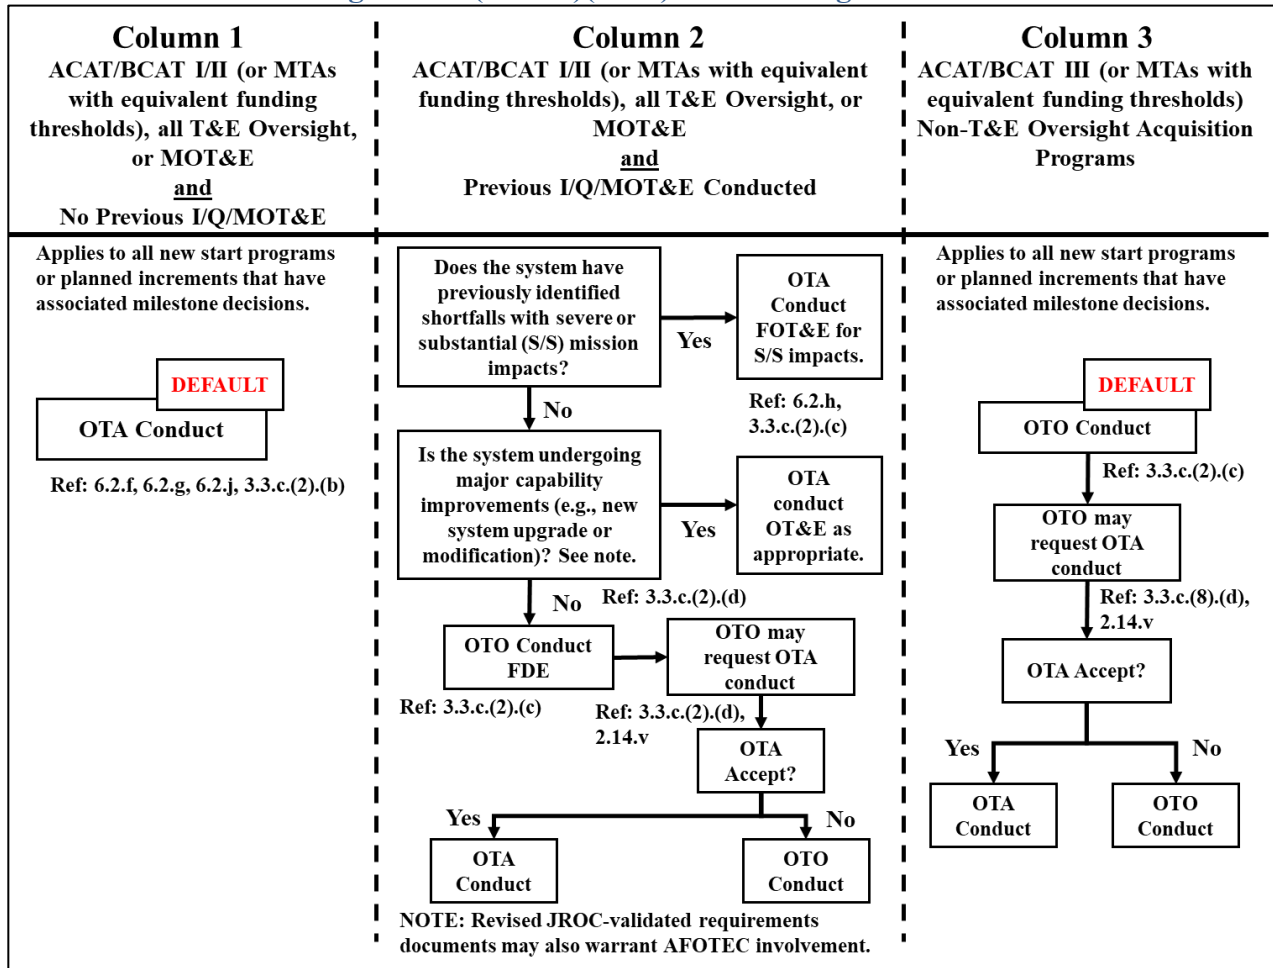 Column 1
ACAT/BCAT I/II (or MTAs
with equivalent funding
thresholds), all T&E Oversight,
or MOT&E
and
No Previous I/Q/MOT&E
Applies to all new start programs
or planned increments that have
associated milestone decisions.
DEFAULT
OTA Conduct
Ref: 6.2.f, 6.2.g, 6.2.j, 3.3.c.(2).(b)
Column 2
ACAT/BCAT I/II (or MTAs with equivalent
funding thresholds), all T&E Oversight, or
MOT&E
and
Previous I/Q/MOT&E Conducted
Does the system have
previously identified
shortfalls with severe or
substantial (S/S) mission
impacts?
Yes
OTA
Conduct
FOT&E for
S/S impacts.
Ref: 6.2.h,
3.3.c.(2).(c)
No
Is the system undergoing
major capability
improvements (e.g., new
system upgrade or
modification)? See note.
Yes
OTA
conduct
OT&E as
appropriate.
No
Ref: 3.3.c.(2).(d)
OTO Conduct
FDE
Ref: 3.3.c.(2).(c)
OTO may
request OTA
conduct
Ref: 3.3.c.(2).(d),
2.14.v
OTA
Accept?
Yes
No
OTA
Conduct
OTO
Conduct
NOTE: Revised JROC-validated requirements
documents may also warrant AFOTEC involvement.
Column 3
ACAT/BCAT III (or MTAs with
equivalent funding thresholds)
Non-T&E Oversight Acquisition
Programs
Applies to all new start programs
or planned increments that have
associated milestone decisions.
DEFAULT
OTO Conduct
Ref: 3.3.c.(2).(c)
OTO may
request OTA
conduct
Ref: 3.3.c.(8).(d),
2.14.v
OTA Accept?
Yes
No
OTA
Conduct
OTO
Conduct